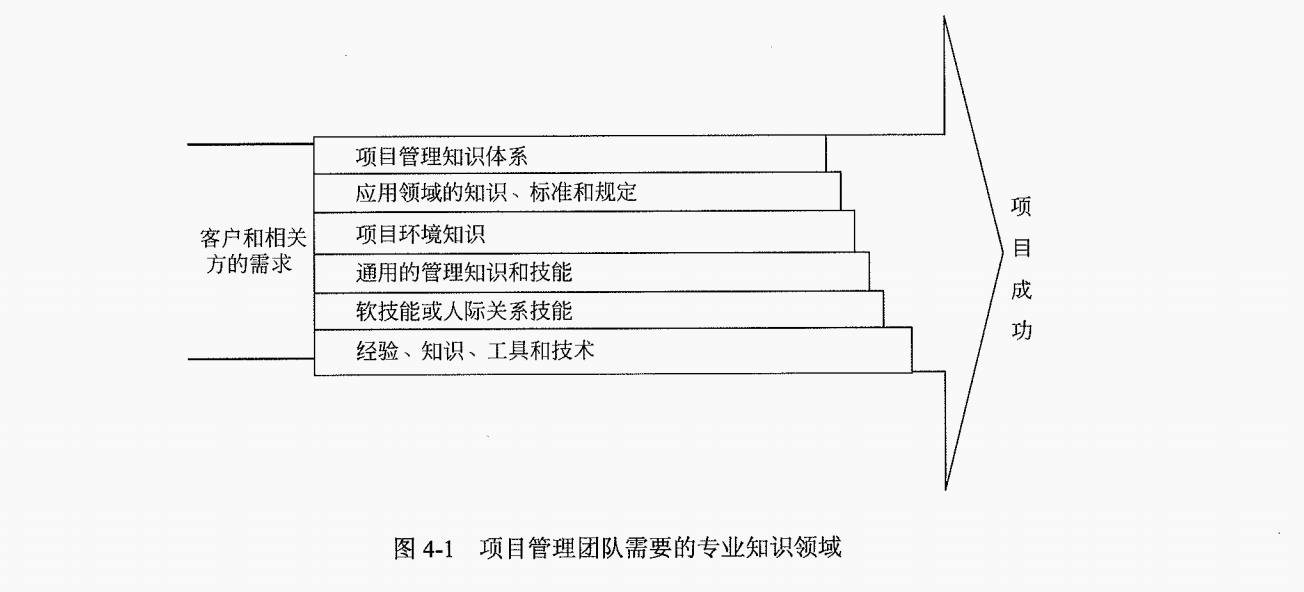 项目管理知识体系
应用领域的知识、标准和规定
项目环境知识
通用的管理知识和技能
软技能或人际关系技能
经验、知识、工具和技术
客户和相关
方的需求
项
目
成
功
图 4-1 项目管理团队需要的专业知识领域